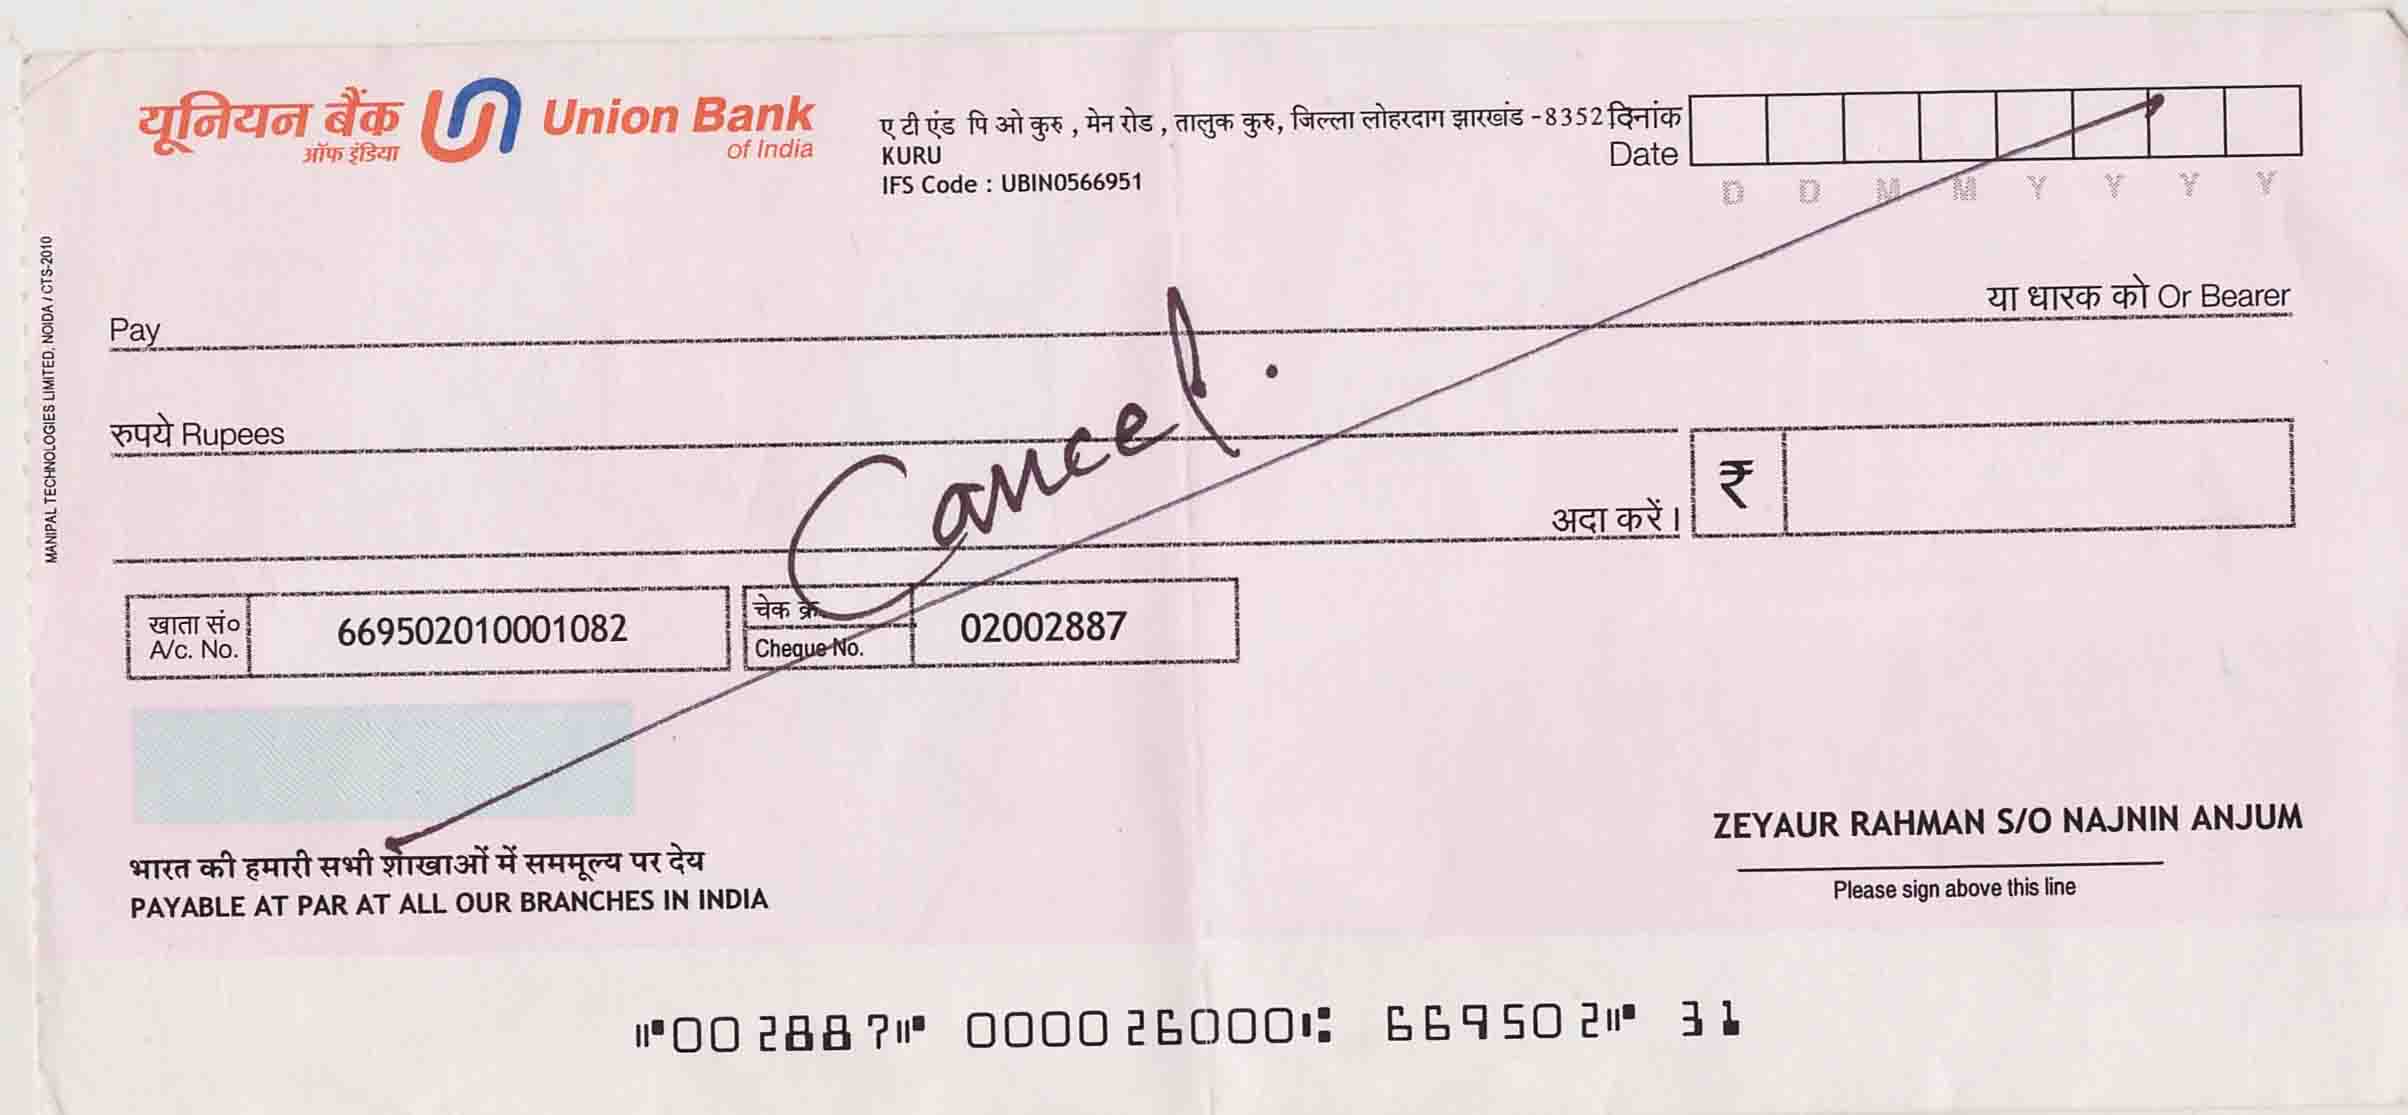 यूनियन बैंक Union Bank
ऑफ इंडिया of India
ए टी एंड पि ओ कुरु , मेन रोड , तालुक कुरु, जिल्ला लोहरदाग झारखंड -8352
KURU
IFS Code : UBIN0566951
दिनांक
Date
D D M M Y Y Y Y
MANIPAL TECHNOLOGIES LIMITED, NOIDA / CTS-2010
Pay
या धारक को Or Bearer
रुपये Rupees
Cancel.
अदा करें।
₹
खाता सं०
A/c. No.
669502010001082
चेक क्र
Cheque No.
02002887
ZEYAUR RAHMAN S/O NAJNIN ANJUM
Please sign above this line
भारत की हमारी सभी शाखाओं में सममूल्य पर देय
PAYABLE AT PAR AT ALL OUR BRANCHES IN INDIA
⑈002887⑈ 000026000⑆ 669502⑈ 31